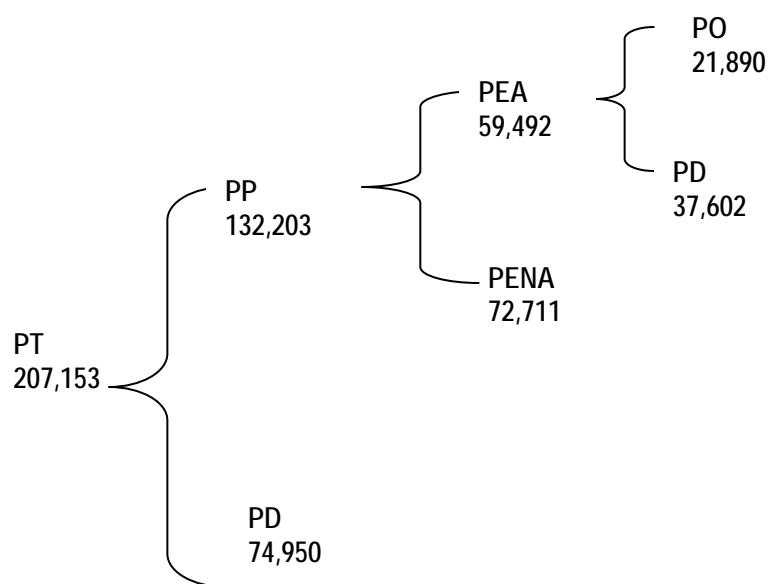 PO
21,890
PEA
59,492
PD
37,602
PP
132,203
PENA
72,711
PT
207,153
PD
74,950